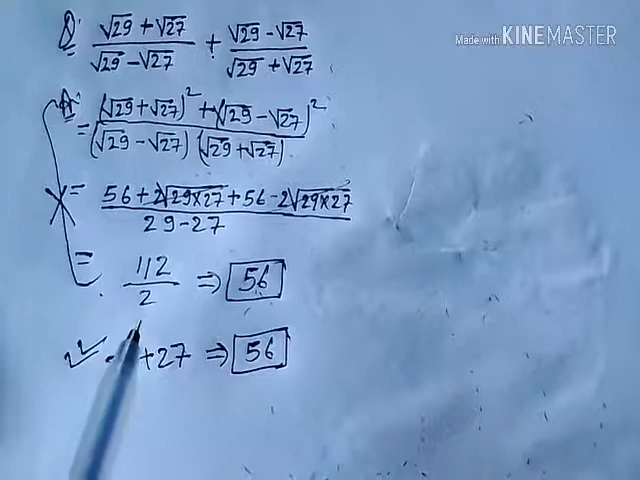 Made with KINEMASTER
Q: (√29 + √27)/(√29 - √27) + (√29 - √27)/(√29 + √27)
A: = ((√29 + √27)² + (√29 - √27)²)/((√29 - √27) (√29 + √27))
= (56 + 2√29×27 + 56 - 2√29×27)/(29 - 27)
= 112/2 ⇒ 56
+ 27 ⇒ 56